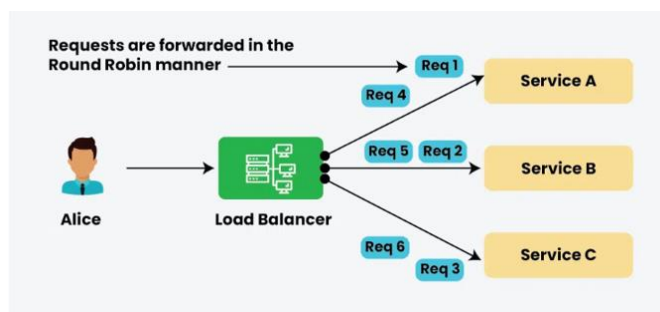 Requests are forwarded in the
Round Robin manner
Req 1
Req 4
Service A
Req 5 Req 2
Service B
Alice
Load Balancer
Req 6
Req 3
Service C